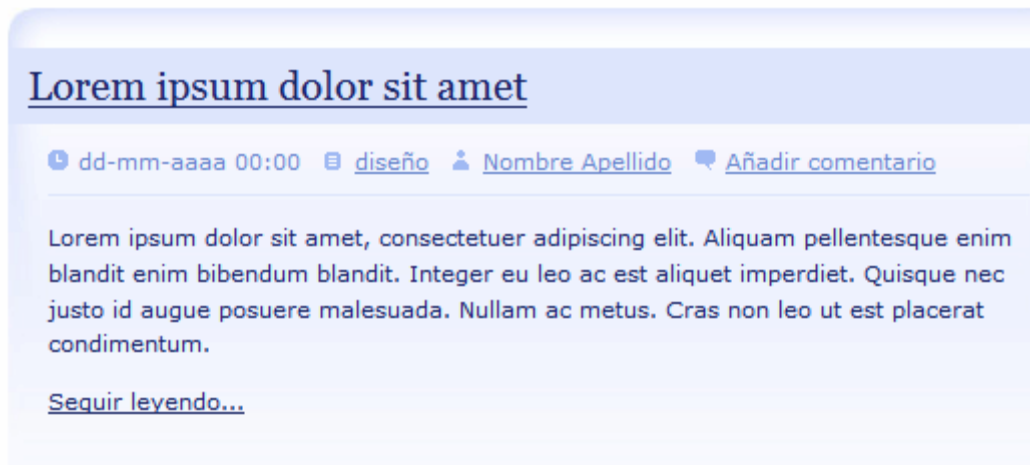 Lorem ipsum dolor sit amet
dd-mm-aaaa 00:00 diseño Nombre Apellido Añadir comentario
Lorem ipsum dolor sit amet, consectetuer adipiscing elit. Aliquam pellentesque enim
blandit enim bibendum blandit. Integer eu leo ac est aliquet imperdiet. Quisque nec
justo id augue posuere malesuada. Nullam ac metus. Cras non leo ut est placerat
condimentum.
Seguir leyendo...